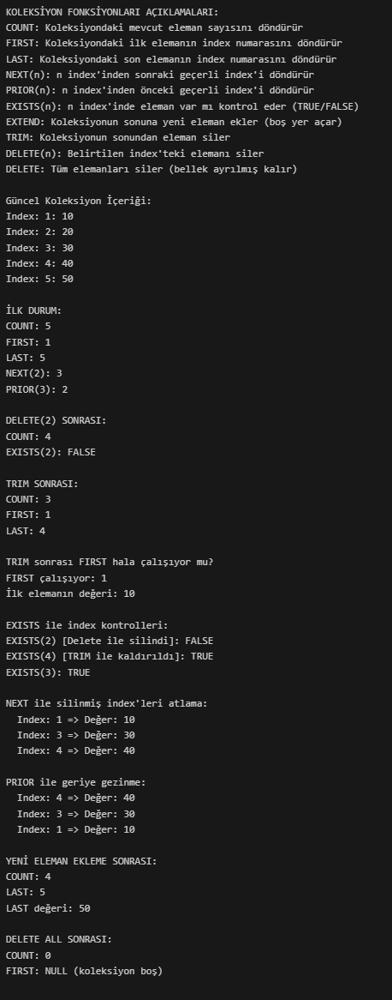 KOLEKSİYON FONKSİYONLARI AÇIKLAMALARI:
COUNT: Koleksiyondaki mevcut eleman sayısını döndürür
FIRST: Koleksiyondaki ilk elemanın index numarasını döndürür
LAST: Koleksiyondaki son elemanın index numarasını döndürür
NEXT(n): n index'inden sonraki geçerli index'i döndürür
PRIOR(n): n index'inden önceki geçerli index'i döndürür
EXISTS(n): n index'inde eleman var mı kontrol eder (TRUE/FALSE)
EXTEND: Koleksiyonun sonuna yeni eleman ekler (boş yer açar)
TRIM: Koleksiyonun sonundan eleman siler
DELETE(n): Belirtilen index'teki elemanı siler
DELETE: Tüm elemanları siler (bellek ayrılmış kalır)

Güncel Koleksiyon İçeriği:
Index: 1: 10
Index: 2: 20
Index: 3: 30
Index: 4: 40
Index: 5: 50

İLK DURUM:
COUNT: 5
FIRST: 1
LAST: 5
NEXT(2): 3
PRIOR(3): 2

DELETE(2) SONRASI:
COUNT: 4
EXISTS(2): FALSE

TRIM SONRASI:
COUNT: 3
FIRST: 1
LAST: 4

TRIM sonrası FIRST hala çalışıyor mu?
FIRST çalışıyor: 1
İlk elemanın değeri: 10

EXISTS ile index kontrolleri:
EXISTS(2) [Delete ile silindi]: FALSE
EXISTS(4) [TRIM ile kaldırıldı]: TRUE
EXISTS(3): TRUE

NEXT ile silinmiş index'leri atlama:
  Index: 1 => Değer: 10
  Index: 3 => Değer: 30
  Index: 4 => Değer: 40

PRIOR ile geriye gezinme:
  Index: 4 => Değer: 40
  Index: 3 => Değer: 30
  Index: 1 => Değer: 10

YENİ ELEMAN EKLEME SONRASI:
COUNT: 4
LAST: 5
LAST değeri: 50

DELETE ALL SONRASI:
COUNT: 0
FIRST: NULL (koleksiyon boş)